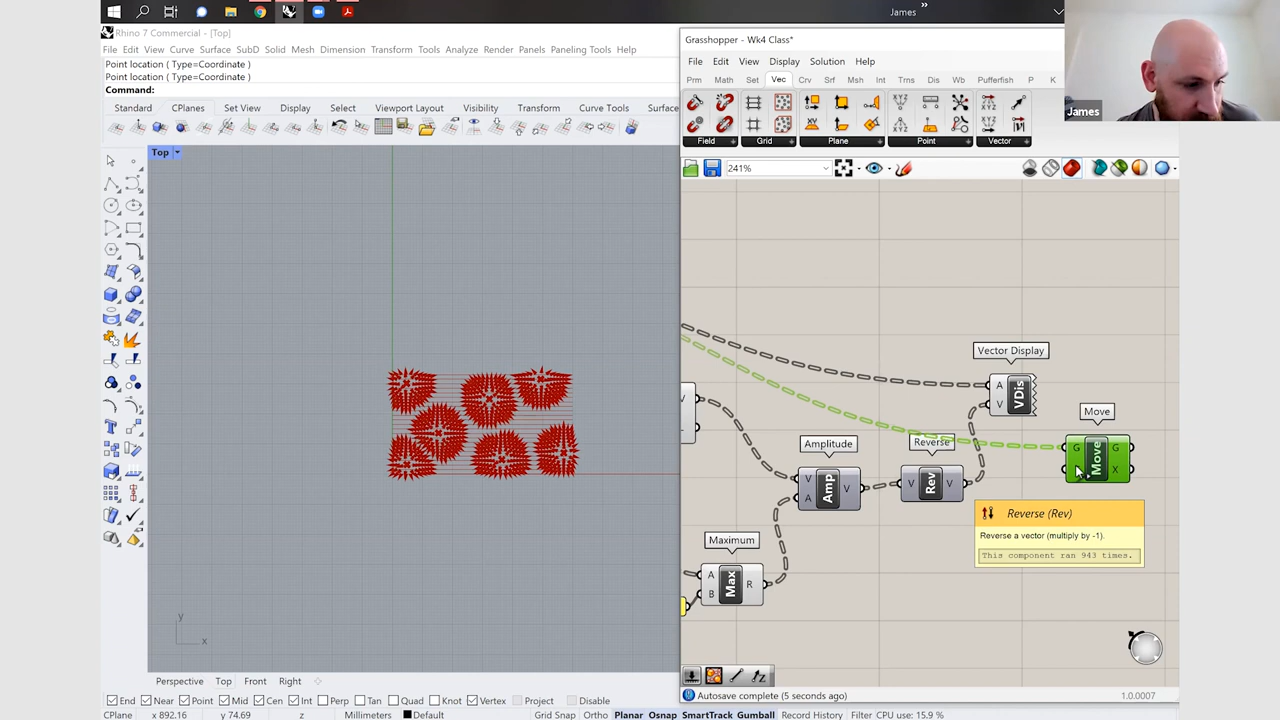 James
Rhino 7 Commercial - [Top]
File Edit View Curve Surface SubD Solid Mesh Dimension Transform Tools Analyze Render Panels Paneling Tools Help
Point location ( Type=Coordinate )
Point location ( Type=Coordinate )
Command:
Standard CPlanes Set View Display Select Viewport Layout Visibility Transform Curve Tools Surface
Top
y
x
Perspective Top Front Right
End Near Point Mid Cen Int Perp Tan Quad Knot Vertex Project Disable
CPlane x 892.16 y 74.69 z Millimeters Default Grid Snap Ortho Planar Osnap SmartTrack Gumball Record History Filter CPU use: 15.9 %
Grasshopper - Wk4 Class*
File Edit View Display Solution Help
Prm Math Set Vec Crv Srf Msh Int Trns Dis Wb Pufferfish P K
Field Grid Plane Point Vector
241%
Vector Display
A
V
VDis
Move
G
Move
G
X
Amplitude
V
A
Amp
V
Reverse
V
Rev
V
Maximum
A
B
Max
R
V
Reverse (Rev)
Reverse a vector (multiply by -1).
This component ran 943 times.
Autosave complete (5 seconds ago)
1.0.0007
James